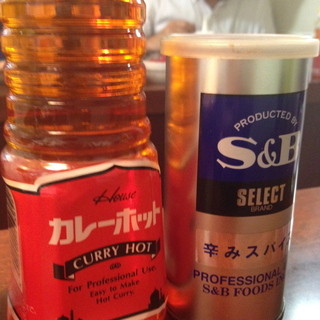 House
カレーホット
CURRY HOT
For Professional Use.
Easy to Make
Hot Curry.
PRODUCED BY
S&B
SELECT
BRAND
辛みスパイ
PROFESSIONAL
S&B FOODS